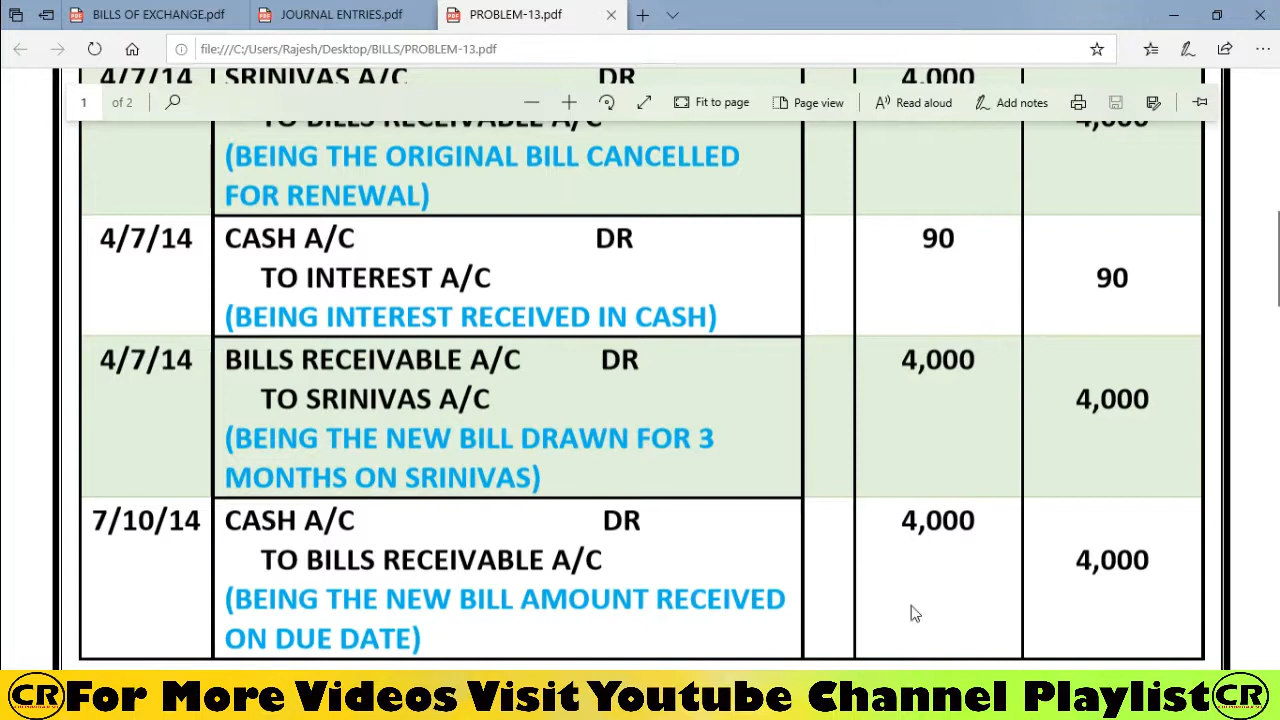 BILLS OF EXCHANGE.pdf JOURNAL ENTRIES.pdf PROBLEM-13.pdf
file:///C:/Users/Rajesh/Desktop/BILLS/PROBLEM-13.pdf
4/7/14 SRINIVAS A/C DR 4,000
1 of 2 Fit to page Page view Read aloud Add notes
TO BILLS RECEIVABLE A/C 4,000
(BEING THE ORIGINAL BILL CANCELLED
FOR RENEWAL)
4/7/14 CASH A/C DR 90
TO INTEREST A/C 90
(BEING INTEREST RECEIVED IN CASH)
4/7/14 BILLS RECEIVABLE A/C DR 4,000
TO SRINIVAS A/C 4,000
(BEING THE NEW BILL DRAWN FOR 3
MONTHS ON SRINIVAS)
7/10/14 CASH A/C DR 4,000
TO BILLS RECEIVABLE A/C 4,000
(BEING THE NEW BILL AMOUNT RECEIVED
ON DUE DATE)
CR For More Videos Visit Youtube Channel Playlist CR